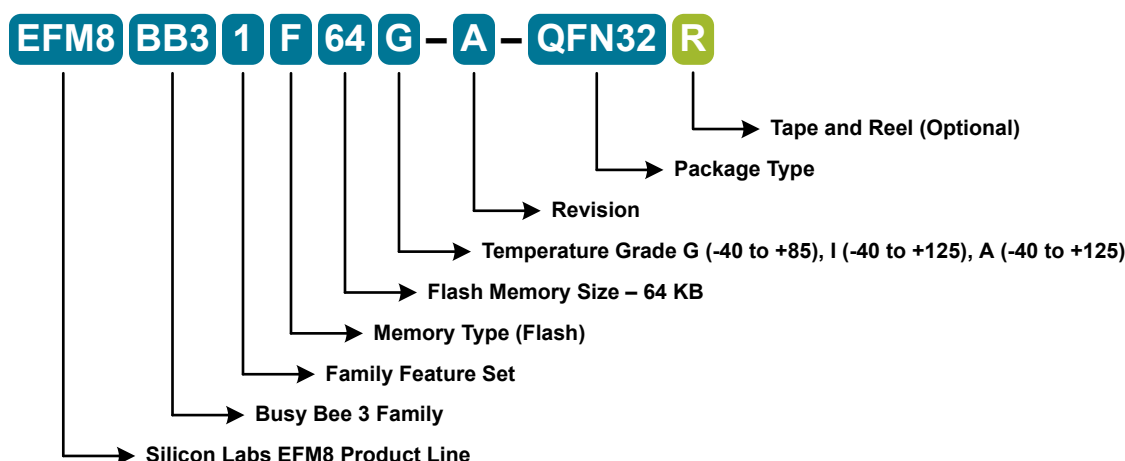 EFM8 BB3 1 F 64 G – A – QFN32 R
Tape and Reel (Optional)
Package Type
Revision
Temperature Grade G (-40 to +85), I (-40 to +125), A (-40 to +125)
Flash Memory Size – 64 KB
Memory Type (Flash)
Family Feature Set
Busy Bee 3 Family
Silicon Labs EFM8 Product Line